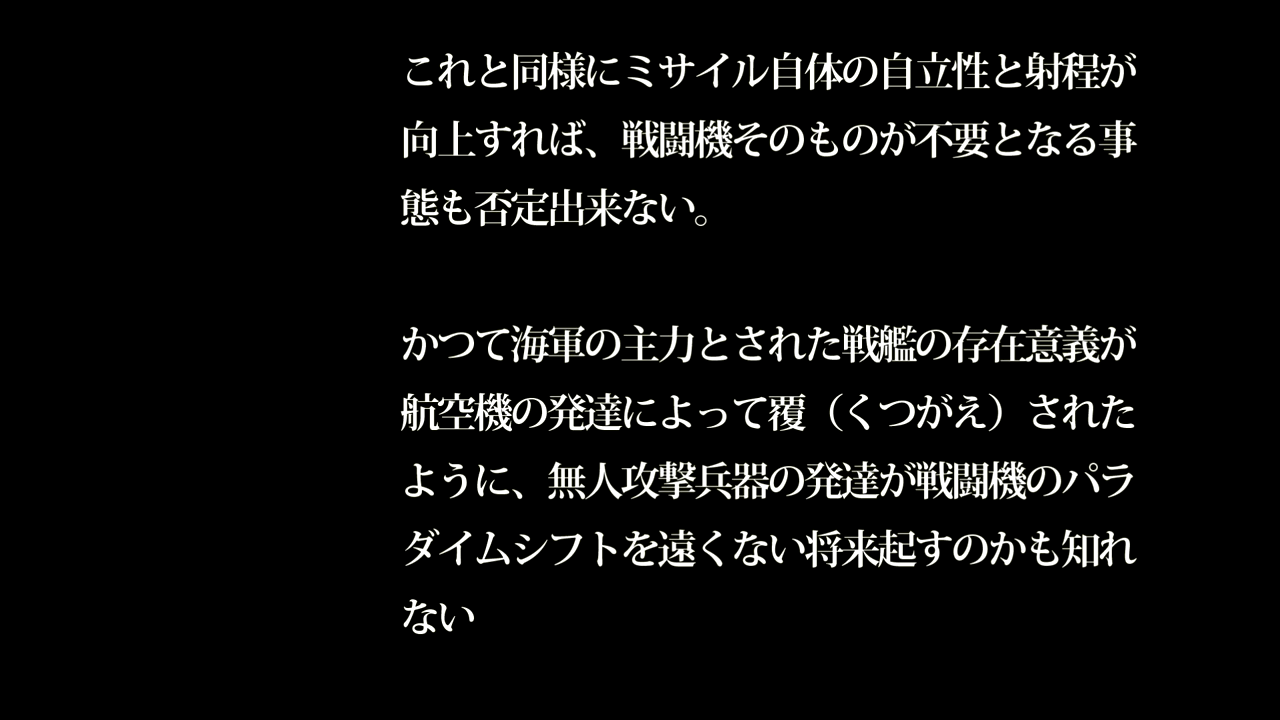 これと同様にミサイル自体の自立性と射程が
向上すれば、戦闘機そのものが不要となる事
態も否定出来ない。
かつて海軍の主力とされた戦艦の存在意義が
航空機の発達によって覆（くつがえ）された
ように、無人攻撃兵器の発達が戦闘機のパラ
ダイムシフトを遠くない将来起すのかも知れ
ない